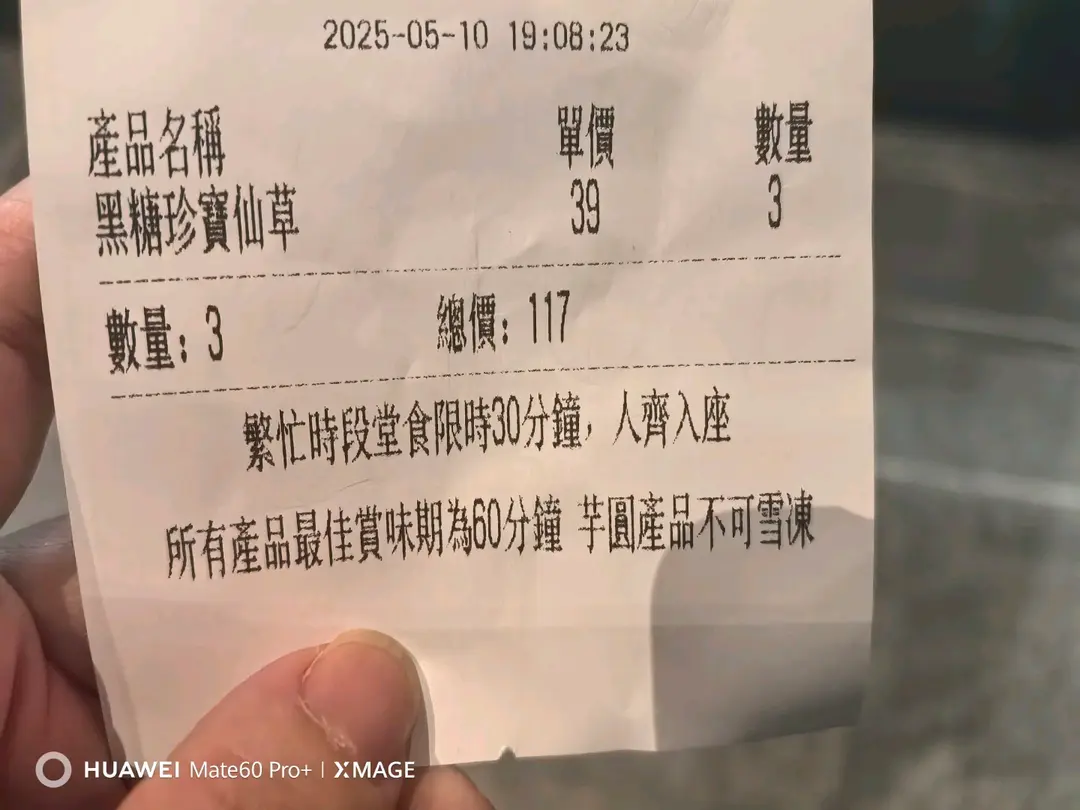 2025-05-10 19:08:23
產品名稱 單價 數量
黑糖珍寶仙草 39 3
數量: 3 總價: 117
繁忙時段堂食限時30分鐘, 人齊入座
所有產品最佳賞味期為60分鐘 芋圓產品不可雪凍
HUAWEI Mate60 Pro+ | XMAGE